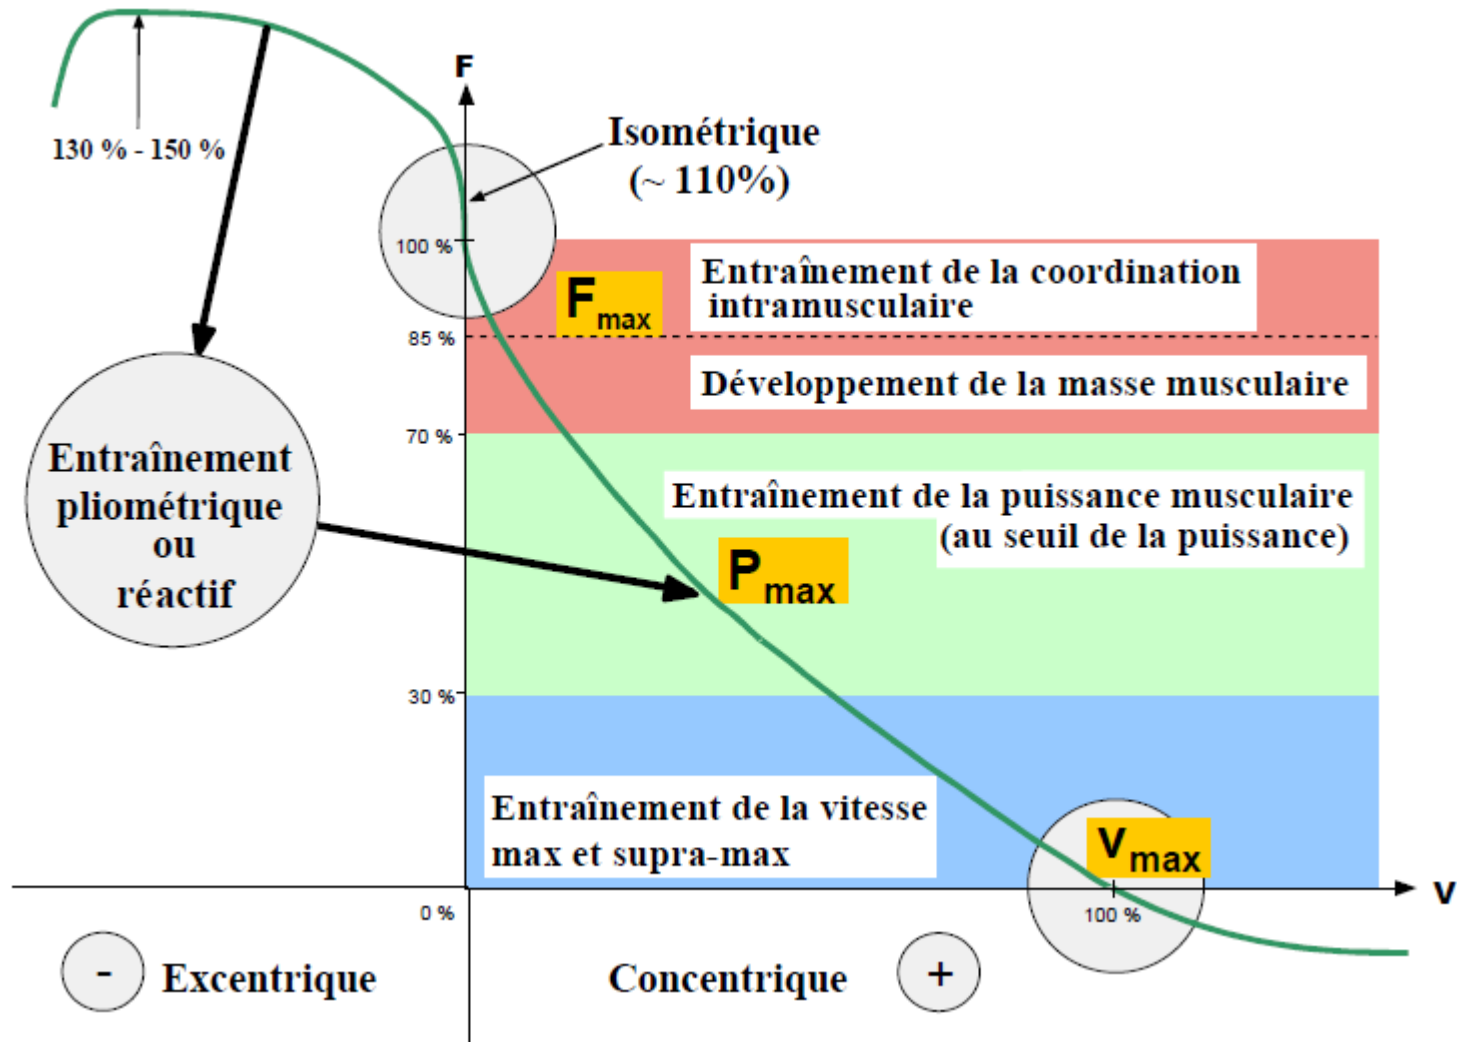 F
130 % - 150 %
Isométrique
(~ 110%)
100 %
Entraînement de la coordination
intramusculaire
Fmax
85 %
Développement de la masse musculaire
70 %
Entraînement
pliométrique
ou
réactif
Entraînement de la puissance musculaire
(au seuil de la puissance)
Pmax
30 %
Entraînement de la vitesse
max et supra-max
Vmax
V
0 %
100 %
- Excentrique
Concentrique +